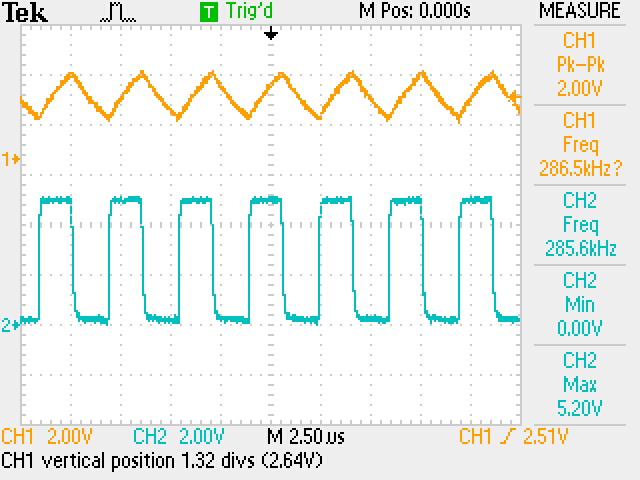 Tek T Trig'd M Pos: 0.000s MEASURE
CH1
Pk-Pk
2.00V
CH1
Freq
286.5kHz?
CH2
Freq
285.6kHz
CH2
Min
0.00V
CH2
Max
5.20V
1
2
CH1 2.00V CH2 2.00V M 2.50us CH1 2.51V
CH1 vertical position 1.32 divs (2.64V)